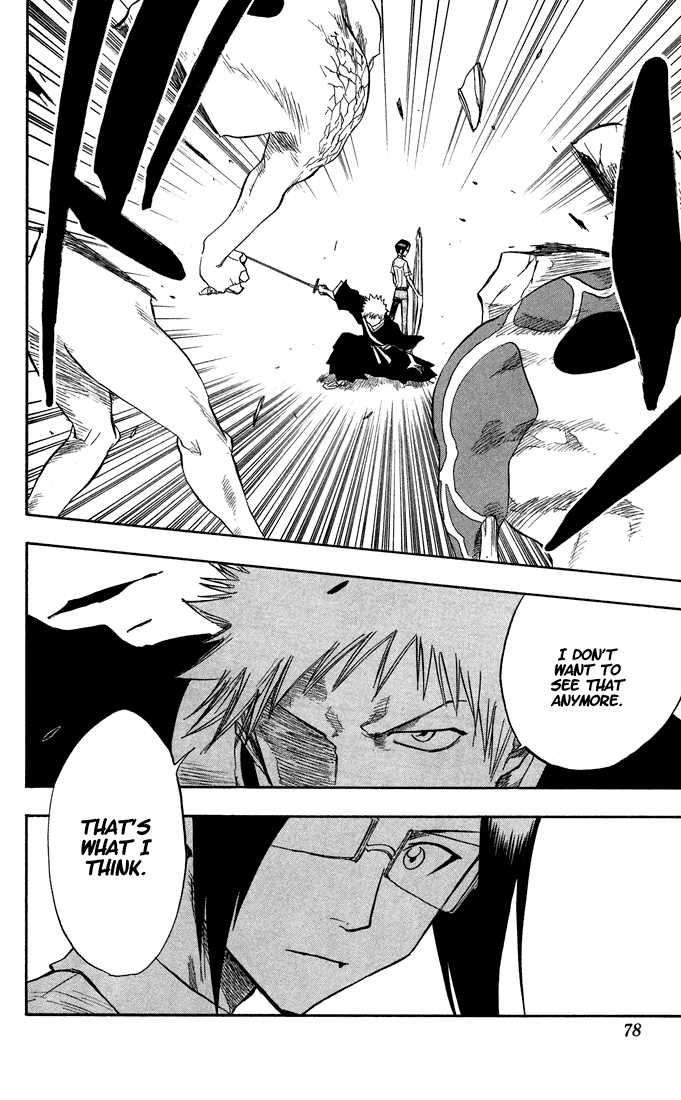 I DON'T
WANT TO
SEE THAT
ANYMORE.
THAT'S
WHAT I
THINK.
78